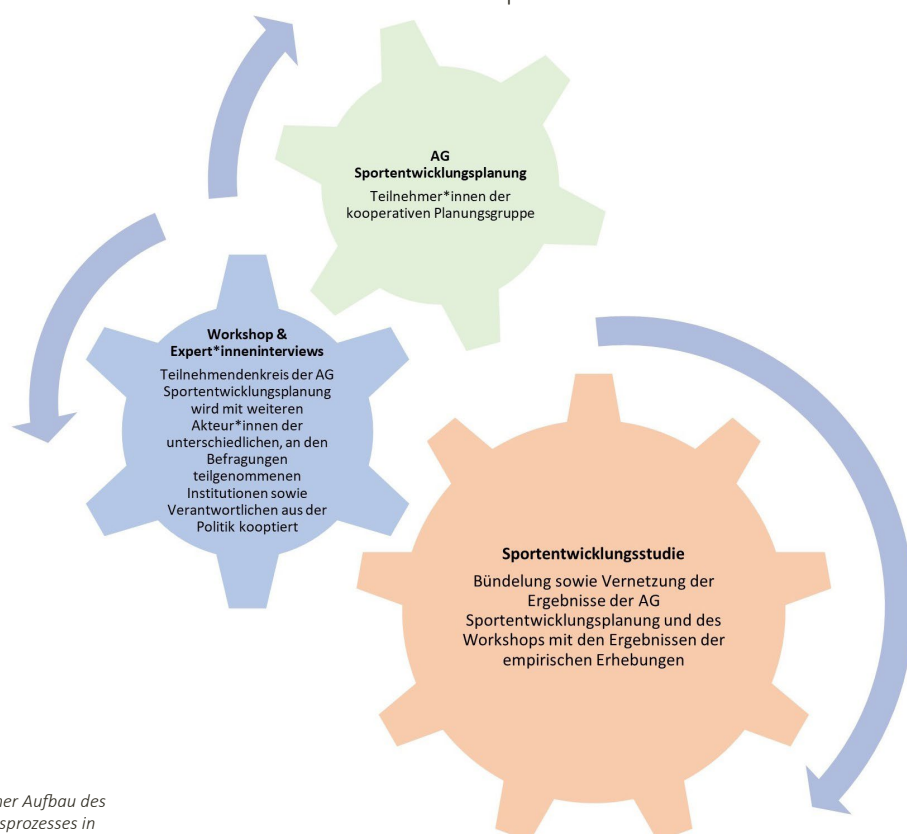 AG
Sportentwicklungsplanung
Teilnehmer*innen der
kooperativen Planungsgruppe
Workshop &
Expert*inneninterviews
Teilnehmendenkreis der AG
Sportentwicklungsplanung
wird mit weiteren
Akteur*innen der
unterschiedlichen, an den
Befragungen
teilgenommenen
Institutionen sowie
Verantwortlichen aus der
Politik kooptiert
Sportentwicklungsstudie
Bündelung sowie Vernetzung der
Ergebnisse der AG
Sportentwicklungsplanung und des
Workshops mit den Ergebnissen der
empirischen Erhebungen
Aufbau des
in